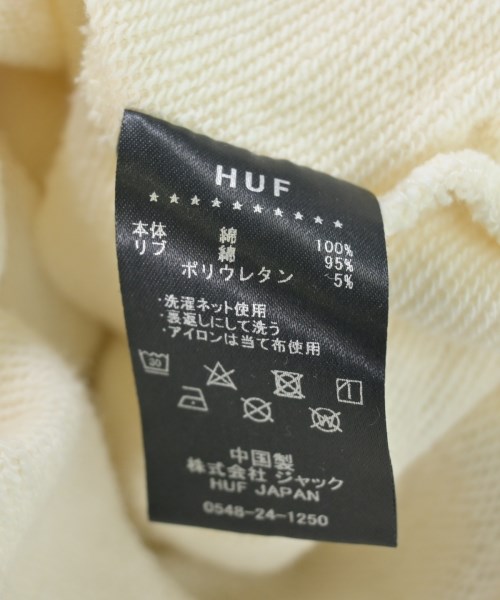 HUF
★★★★★★★★★★
本体 綿 100%
リブ 綿 95%
ポリウレタン 5%
・洗濯ネット使用
・裏返しにして洗う
・アイロンは当て布使用
30
W
中国製
株式会社 ジャック
HUF JAPAN
0548-24-1250